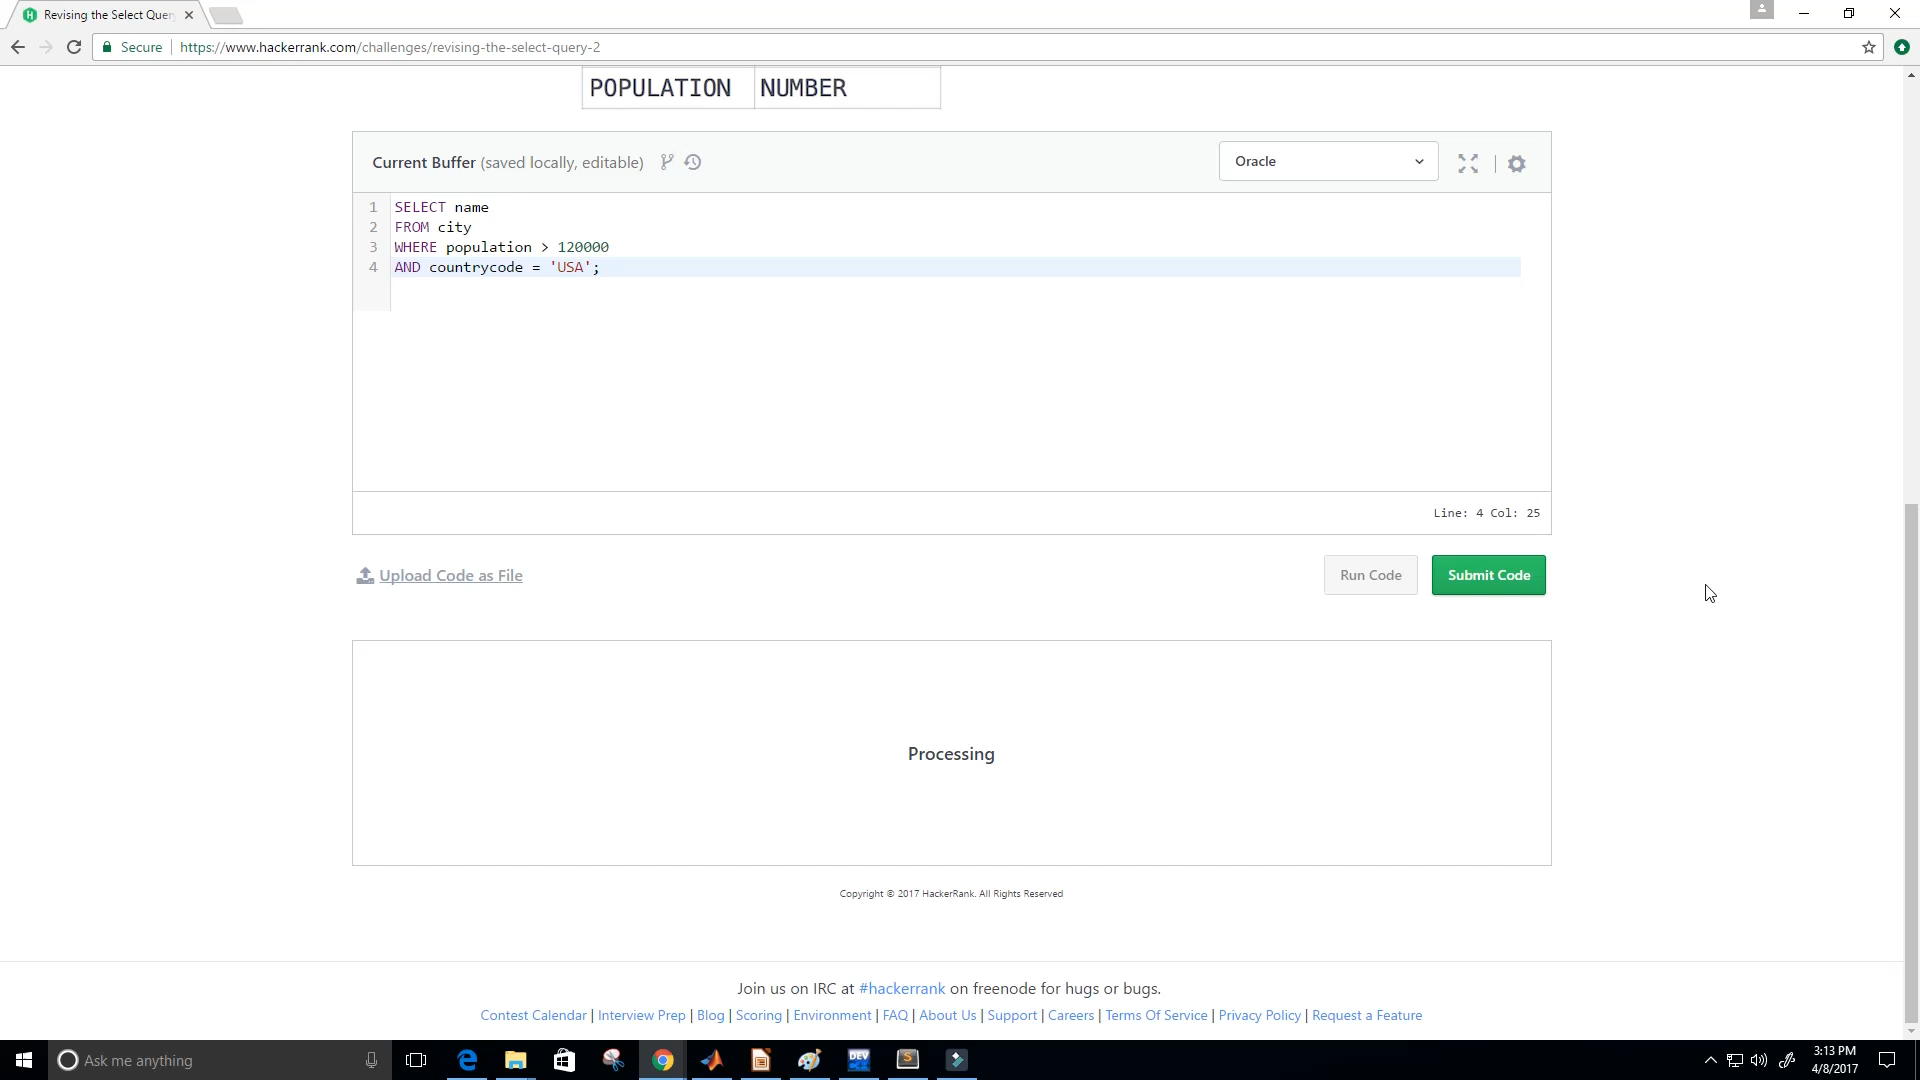 Revising the Select Quer
Secure https://www.hackerrank.com/challenges/revising-the-select-query-2
POPULATION NUMBER
Current Buffer (saved locally, editable)
Oracle
1 SELECT name
2 FROM city
3 WHERE population > 120000
4 AND countrycode = 'USA';
Line: 4 Col: 25
Upload Code as File
Run Code
Submit Code
Processing
Copyright © 2017 HackerRank. All Rights Reserved
Join us on IRC at #hackerrank on freenode for hugs or bugs.
Contest Calendar | Interview Prep | Blog | Scoring | Environment | FAQ | About Us | Support | Careers | Terms Of Service | Privacy Policy | Request a Feature
Ask me anything
DEV
3:13 PM
4/8/2017